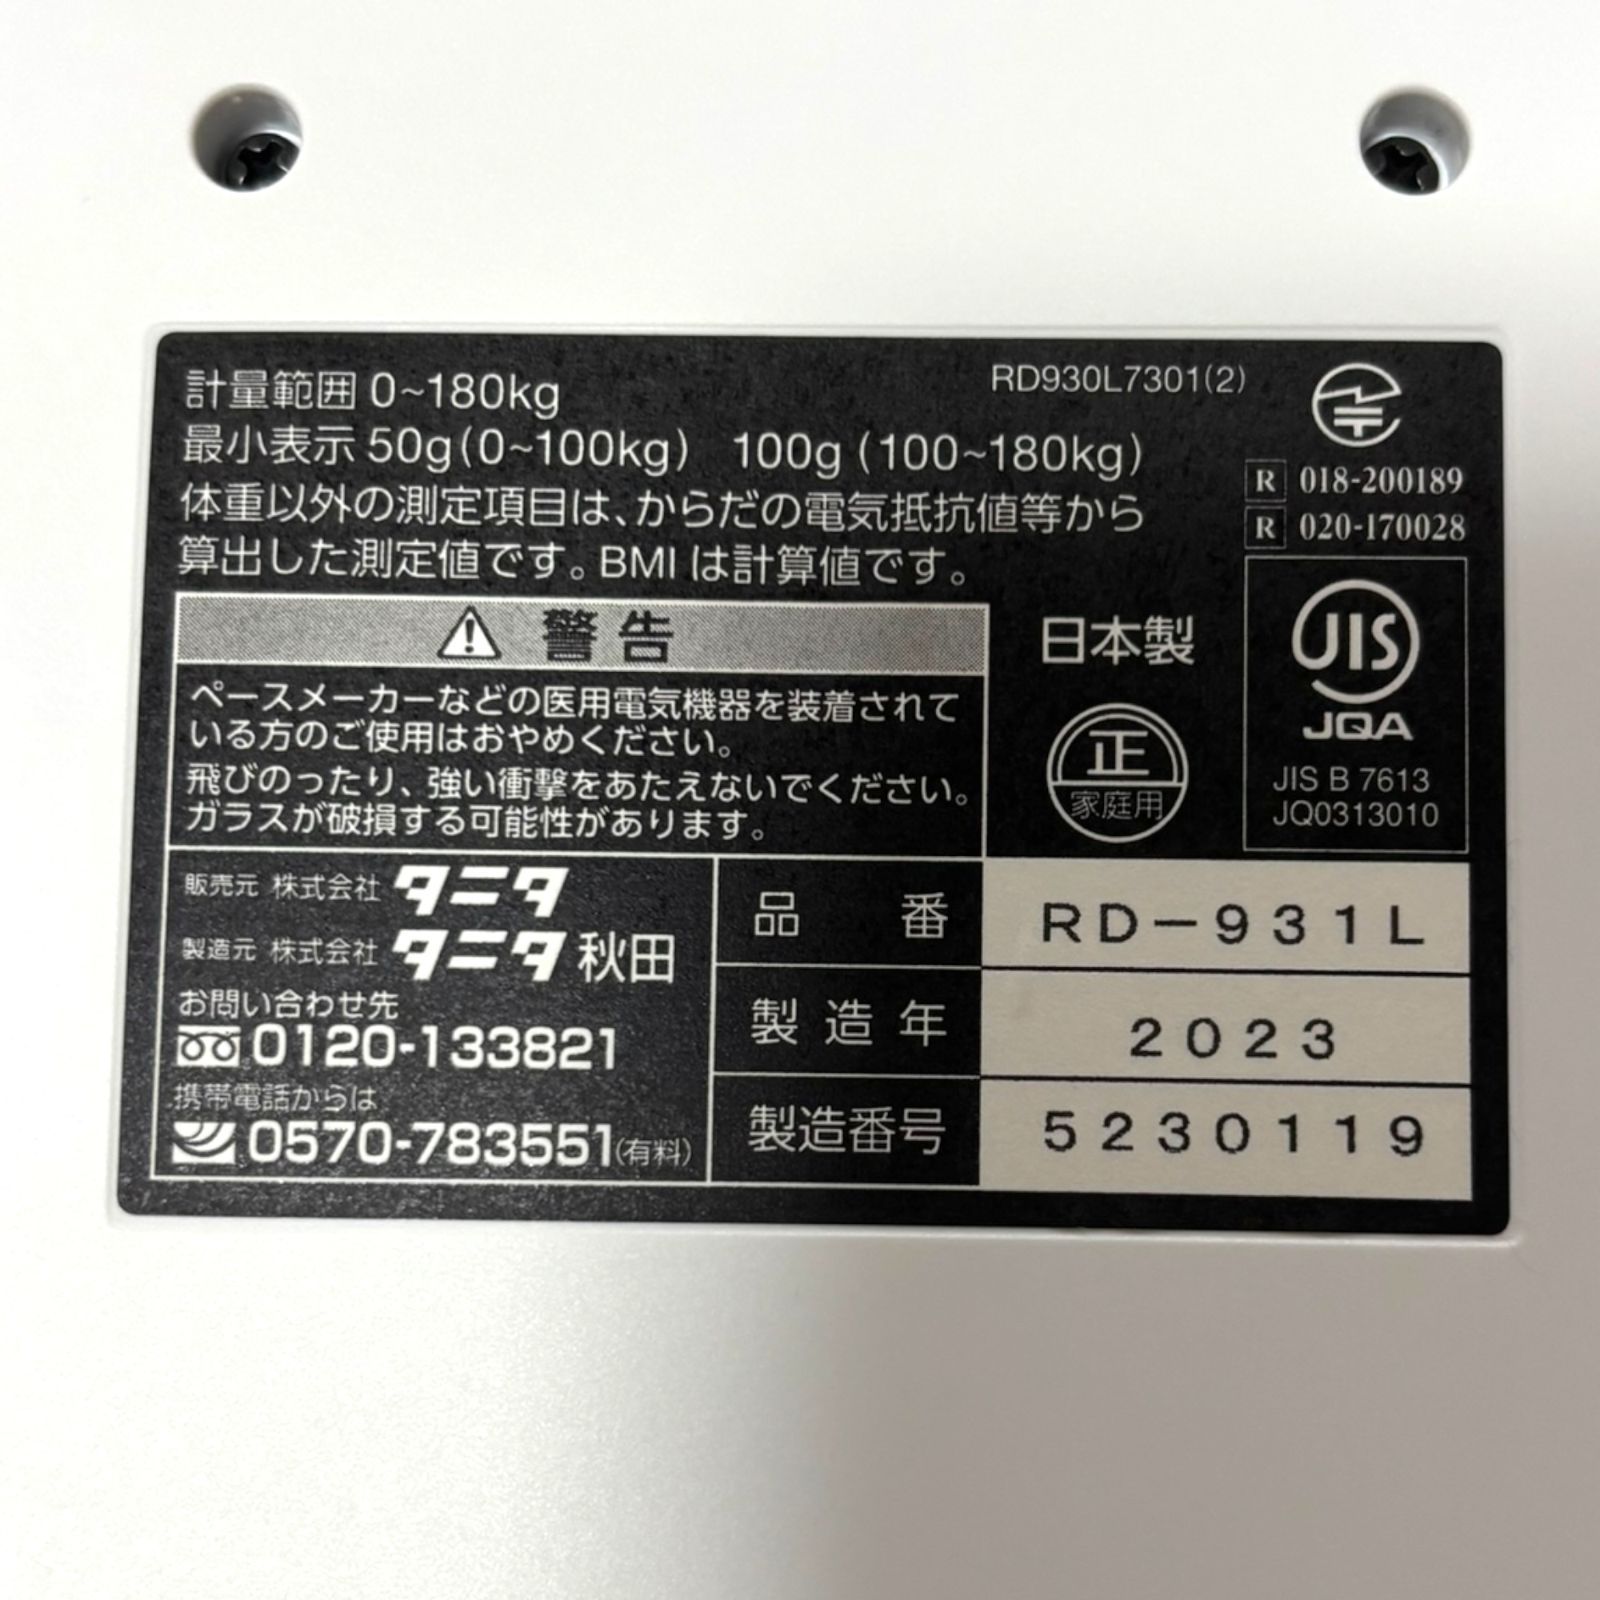 計量範囲 0~180kg
RD930L7301(2)
最小表示 50g(0~100kg) 100g(100~180kg)
体重以外の測定項目は、からだの電気抵抗値等から
算出した測定値です。BMIは計算値です。
R 018-200189
R 020-170028
警告
ペースメーカーなどの医用電気機器を装着されて
いる方のご使用はおやめください。
飛びのったり、強い衝撃をあたえないでください。
ガラスが破損する可能性があります。
日本製
正
家庭用
JIS
JQA
JIS B 7613
JQ0313010
販売元 株式会社 タニタ
製造元 株式会社 タニタ秋田
お問い合わせ先
0120-133821
携帯電話からは
0570-783551(有料)
品番 RD-931L
製造年 2023
製造番号 5230119